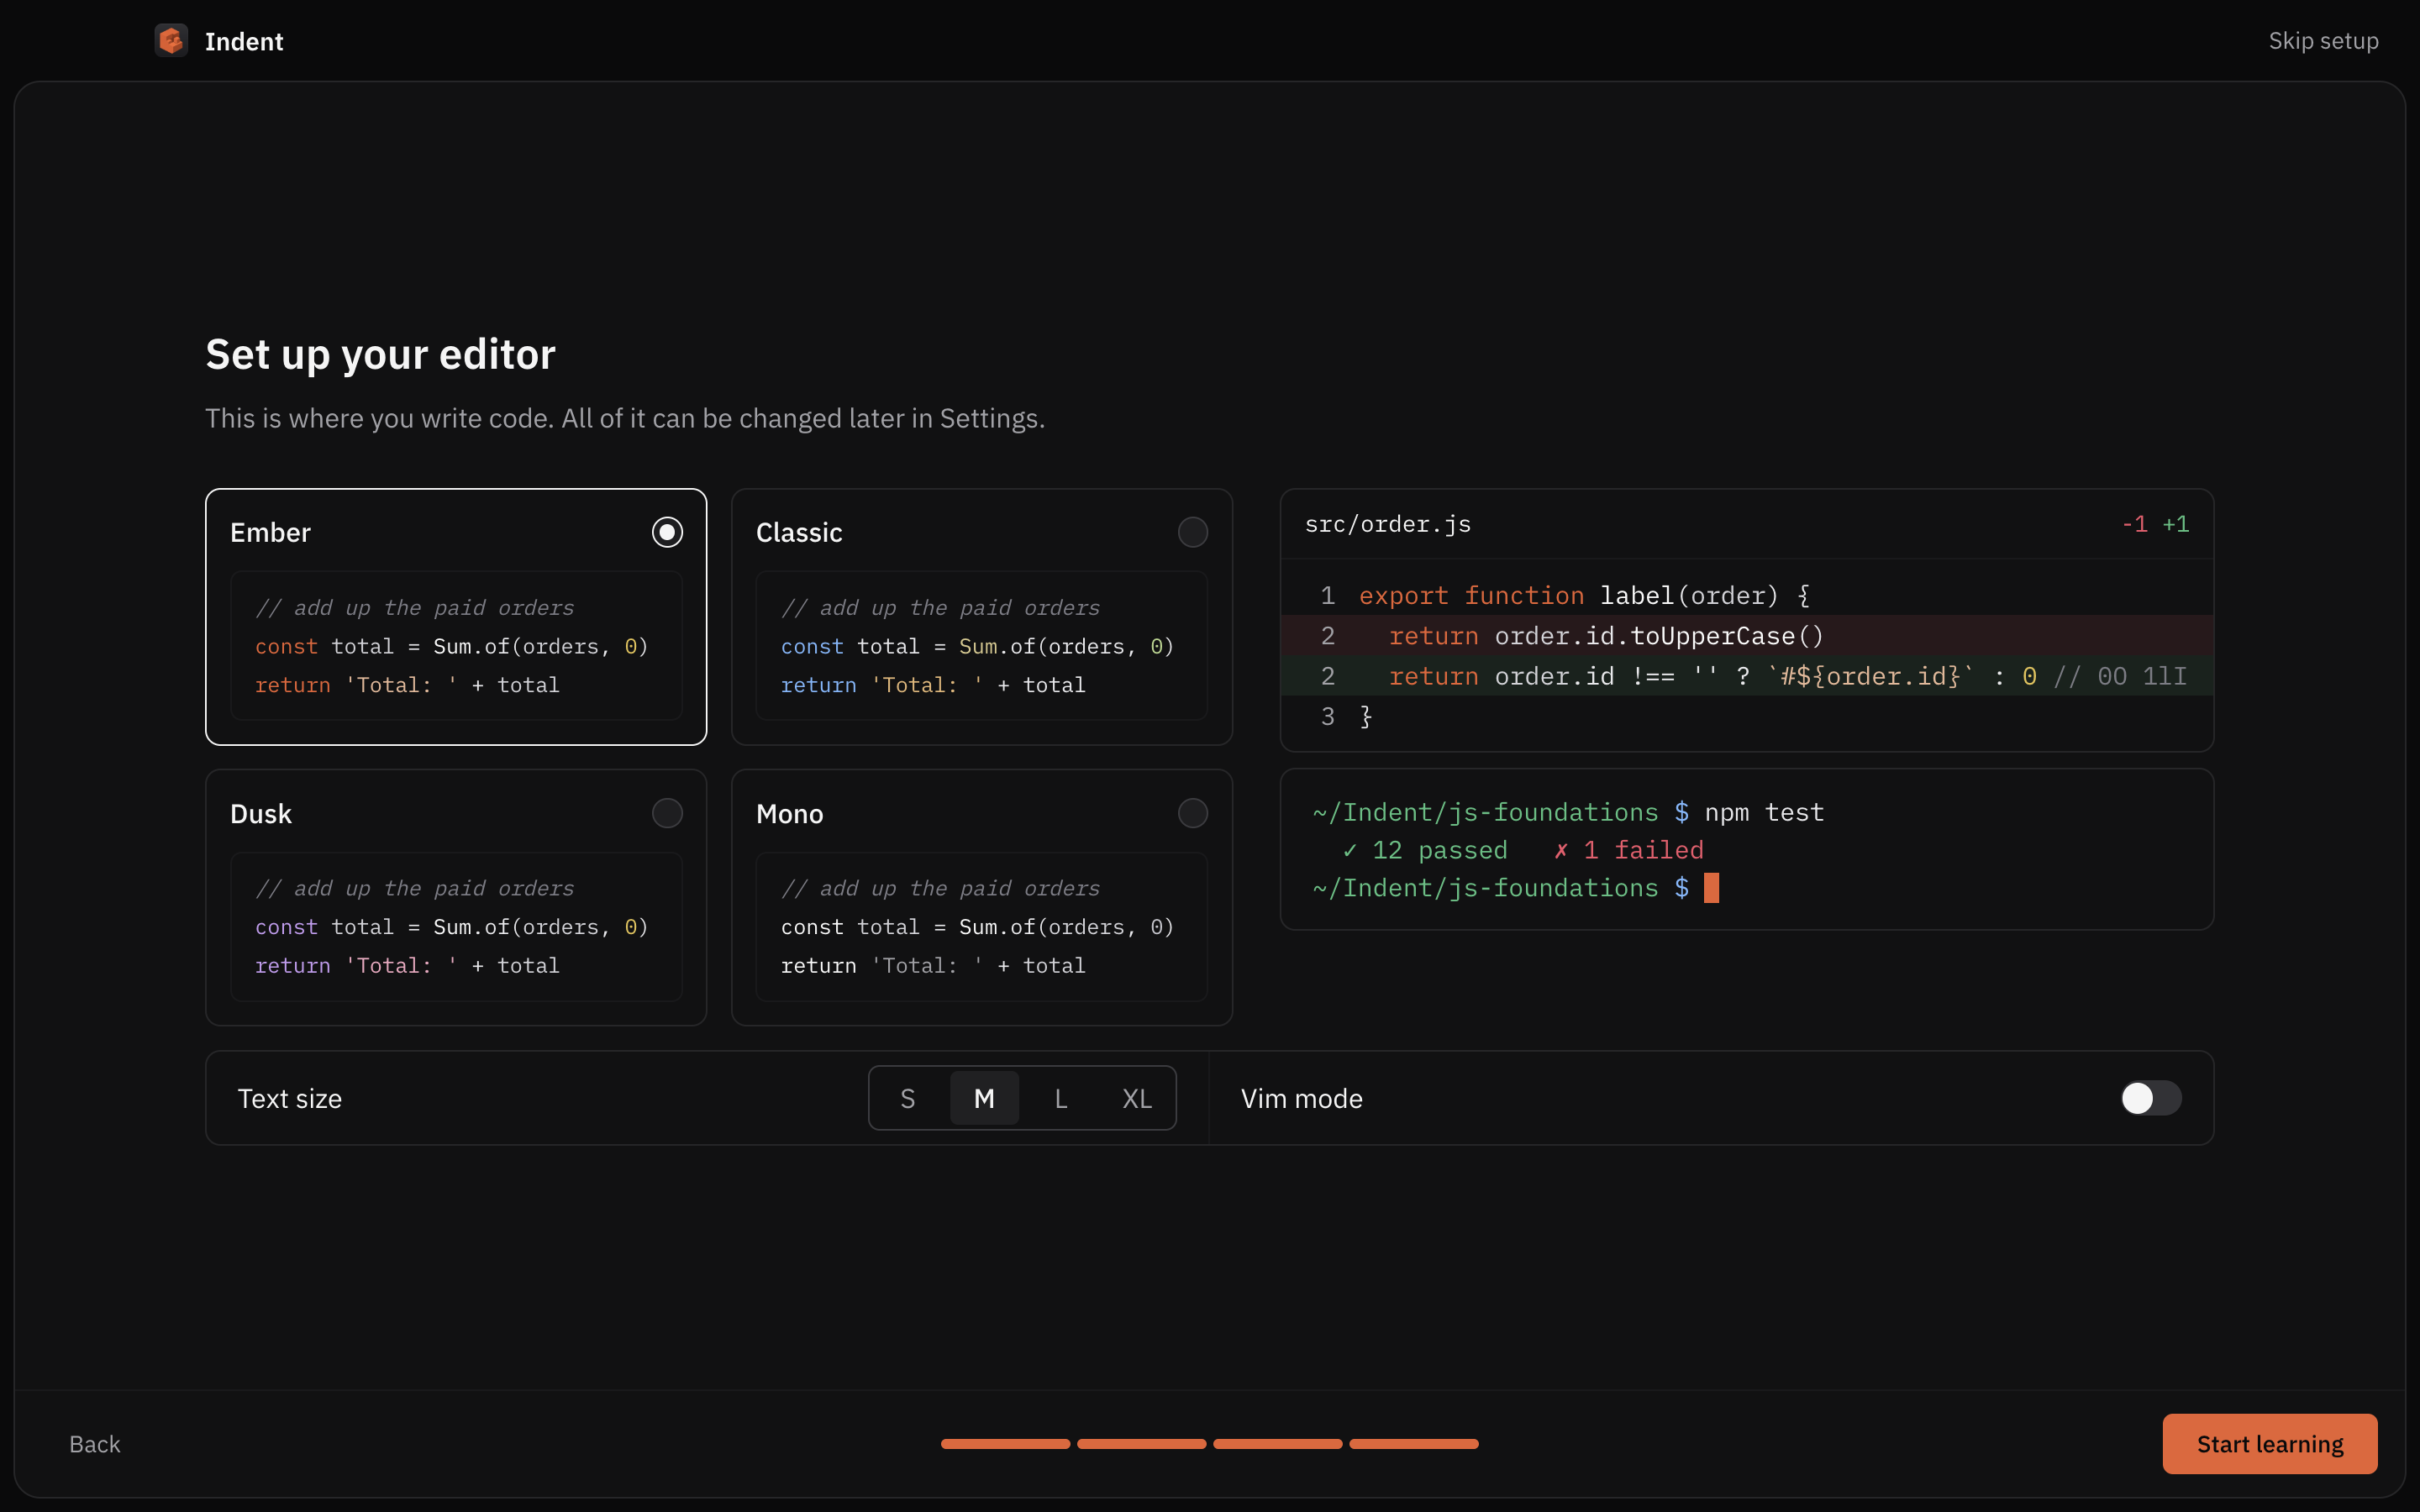 Indent
Skip setup
Set up your editor
This is where you write code. All of it can be changed later in Settings.
Ember
// add up the paid orders
const total = Sum.of(orders, 0)
return 'Total: ' + total
Classic
// add up the paid orders
const total = Sum.of(orders, 0)
return 'Total: ' + total
Dusk
// add up the paid orders
const total = Sum.of(orders, 0)
return 'Total: ' + total
Mono
// add up the paid orders
const total = Sum.of(orders, 0)
return 'Total: ' + total
src/order.js -1 +1
1 export function label(order) {
2   return order.id.toUpperCase()
2   return order.id !== '' ? `#${order.id}` : 0 // 0O 1lI
3 }
~/Indent/js-foundations $ npm test
✓ 12 passed   ✗ 1 failed
~/Indent/js-foundations $
Text size
S M L XL
Vim mode
Back
Start learning